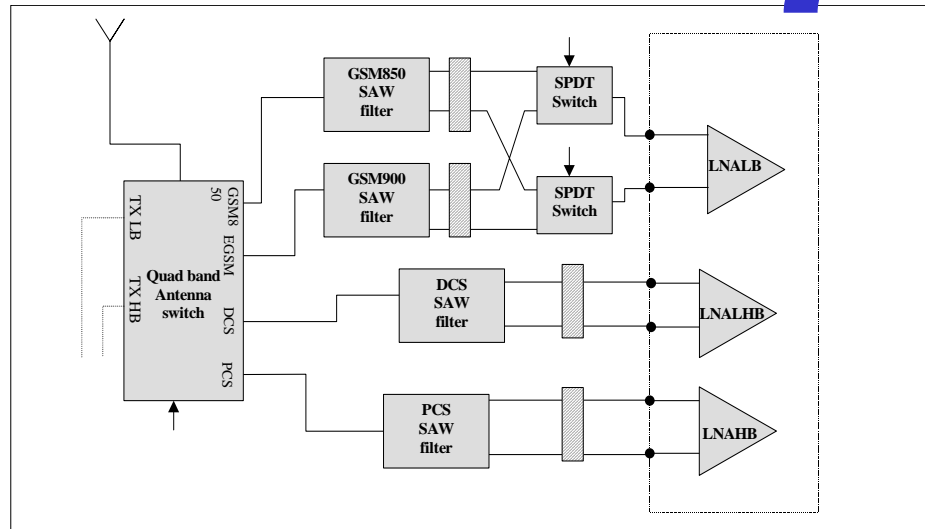 GSM850
SAW
filter
SPDT
Switch
GSM900
SAW
filter
SPDT
Switch
LNALB
TX LB
TX HB
Quad band
Antenna
switch
GSM8
50
EGSM
DCS
PCS
DCS
SAW
filter
LNALHB
PCS
SAW
filter
LNAHB